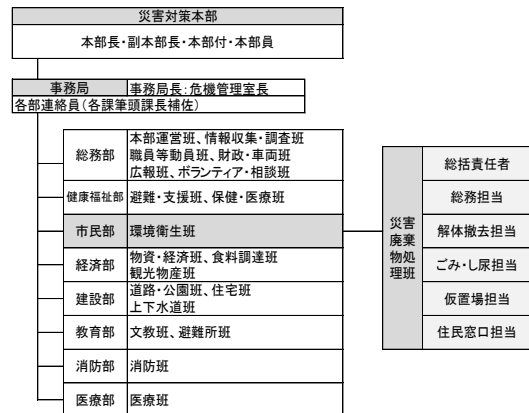 災害対策本部
本部長・副本部長・本部付・本部員
事務局 事務局長:危機管理室長
各部連絡員(各課筆頭課長補佐)
総務部
本部運営班、情報収集・調査班
職員等動員班、財政・車両班
広報班、ボランティア・相談班
健康福祉部 避難・支援班、保健・医療班
市民部 環境衛生班
経済部
物資・経済班、食料調達班
観光物産班
建設部
道路・公園班、住宅班
上下水道班
教育部 文教班、避難所班
消防部 消防班
医療部 医療班
災害
廃棄
物処
理班
総括責任者
総務担当
解体撤去担当
ごみ・し尿担当
仮置場担当
住民窓口担当